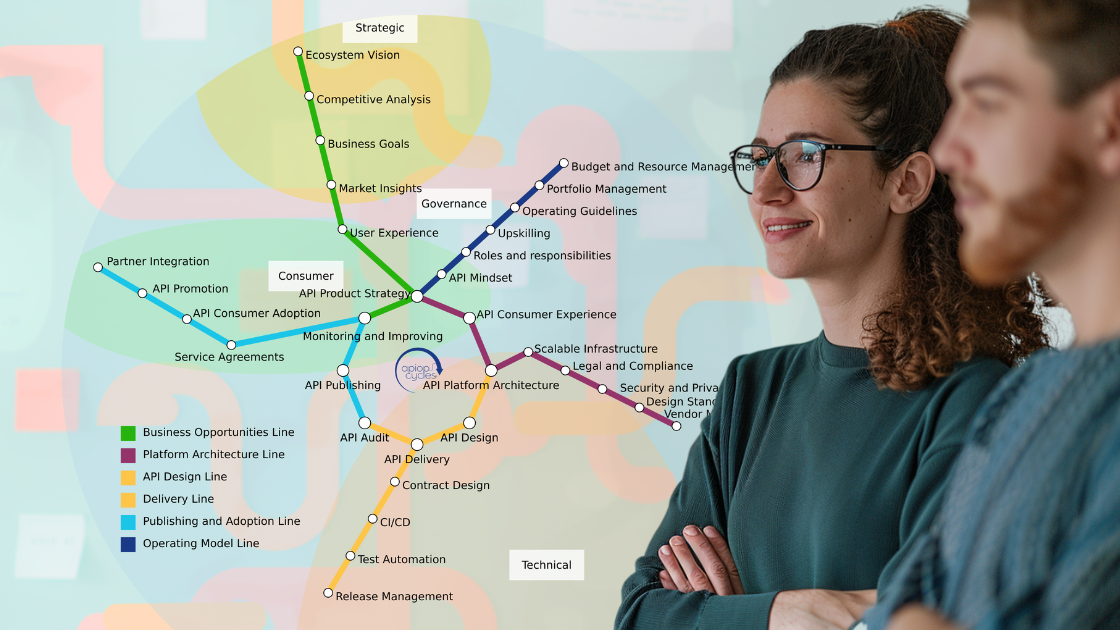 Strategic
Ecosystem Vision
Competitive Analysis
Business Goals
Market Insights
User Experience
Governance
Budget and Resource Management
Portfolio Management
Operating Guidelines
Upskilling
Roles and responsibilities
API Mindset
Consumer
Partner Integration
API Promotion
API Consumer Adoption
Service Agreements
API Product Strategy
Monitoring and Improving
API Consumer Experience
Scalable Infrastructure
Legal and Compliance
Security and
Design
Vendor
apiop
cycles
API Publishing
API Platform Architecture
API Audit
API Design
API Delivery
Contract Design
CI/CD
Test Automation
Release Management
Business Opportunities Line
Platform Architecture Line
API Design Line
Delivery Line
Publishing and Adoption Line
Operating Model Line
Technical